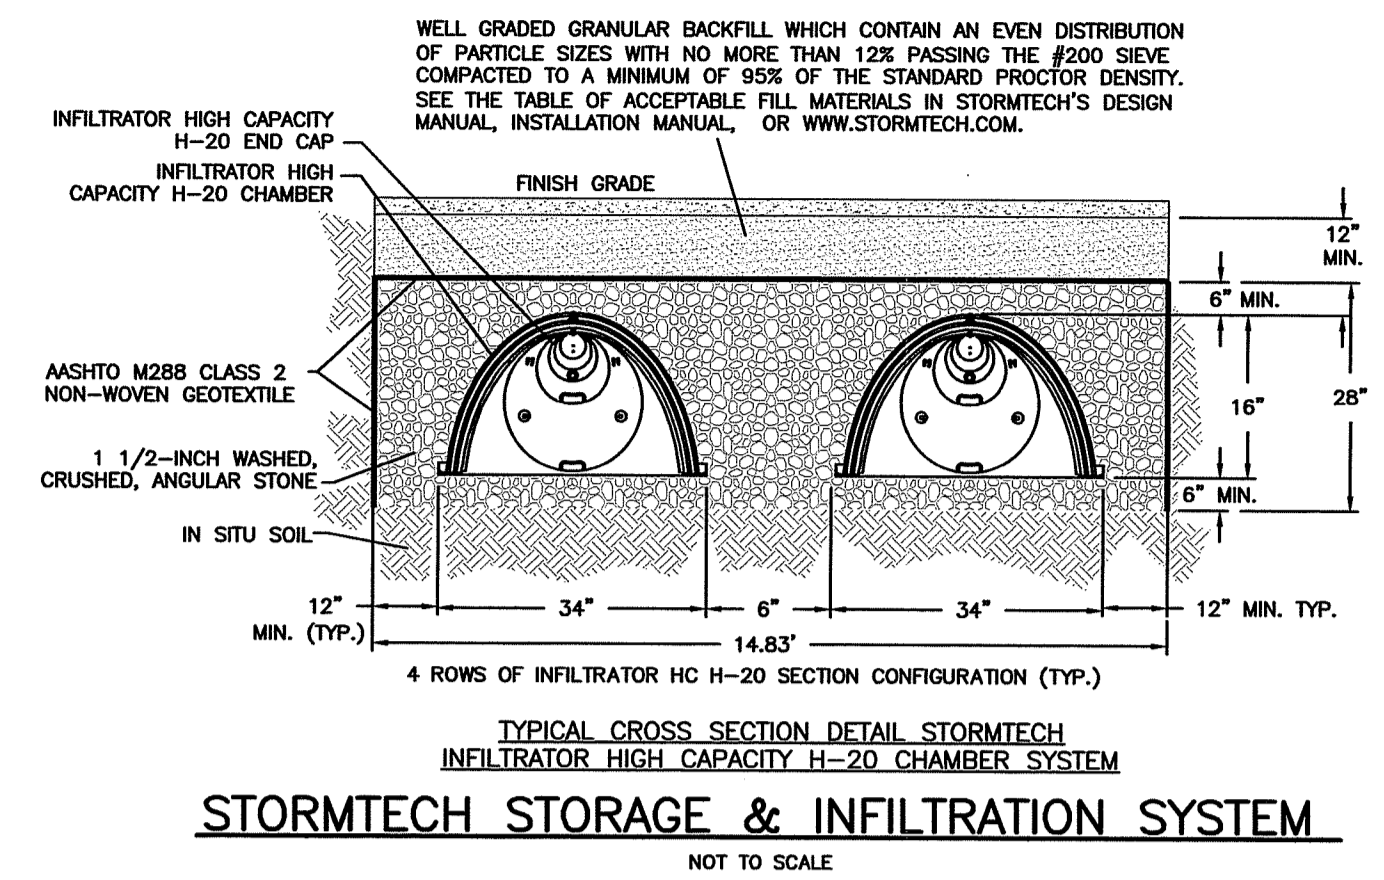 WELL GRADED GRANULAR BACKFILL WHICH CONTAIN AN EVEN DISTRIBUTION
OF PARTICLE SIZES WITH NO MORE THAN 12% PASSING THE #200 SIEVE
COMPACTED TO A MINIMUM OF 95% OF THE STANDARD PROCTOR DENSITY.
SEE THE TABLE OF ACCEPTABLE FILL MATERIALS IN STORMTECH'S DESIGN
MANUAL, INSTALLATION MANUAL, OR WWW.STORMTECH.COM.
INFILTRATOR HIGH CAPACITY
H-20 END CAP
INFILTRATOR HIGH
CAPACITY H-20 CHAMBER
FINISH GRADE
12"
MIN.
6" MIN.
AASHTO M288 CLASS 2
NON-WOVEN GEOTEXTILE
16"
28"
1 1/2-INCH WASHED,
CRUSHED, ANGULAR STONE
6" MIN.
IN SITU SOIL
12"
MIN. (TYP.)
34"
6"
34"
12" MIN. TYP.
14.83'
4 ROWS OF INFILTRATOR HC H-20 SECTION CONFIGURATION (TYP.)
TYPICAL CROSS SECTION DETAIL STORMTECH
INFILTRATOR HIGH CAPACITY H-20 CHAMBER SYSTEM
STORMTECH STORAGE & INFILTRATION SYSTEM
NOT TO SCALE